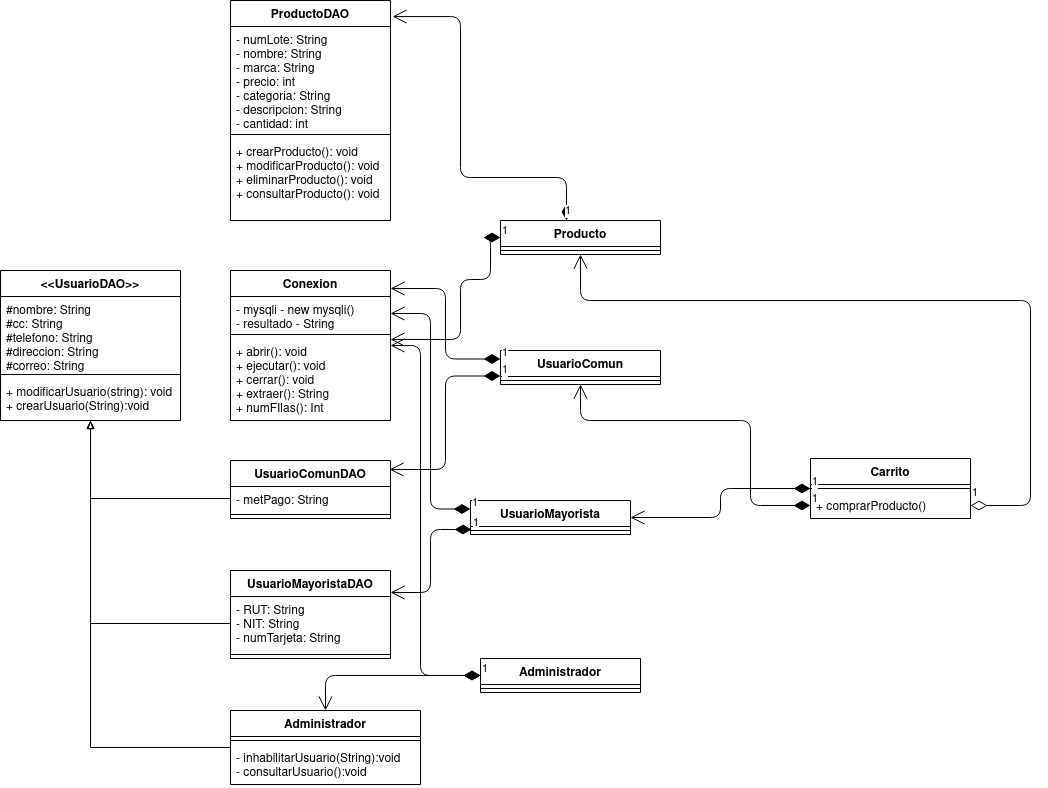 ProductoDAO
- numLote: String
- nombre: String
- marca: String
- precio: int
- categoria: String
- descripcion: String
- cantidad: int
+ crearProducto(): void
+ modificarProducto(): void
+ eliminarProducto(): void
+ consultarProducto(): void
1
Producto
1
<<UsuarioDAO>>
#nombre: String
#cc: String
#telefono: String
#direccion: String
#correo: String
+ modificarUsuario(string): void
+ crearUsuario(String):void
Conexion
- mysqli - new mysqli()
- resultado - String
+ abrir(): void
+ ejecutar(): void
+ cerrar(): void
+ extraer(): String
+ numFIlas(): Int
1
UsuarioComun
1
UsuarioComunDAO
- metPago: String
1
UsuarioMayorista
1
Carrito
1
1
+ comprarProducto()
1
UsuarioMayoristaDAO
- RUT: String
- NIT: String
- numTarjeta: String
1
Administrador
Administrador
- inhabilitarUsuario(String):void
- consultarUsuario():void